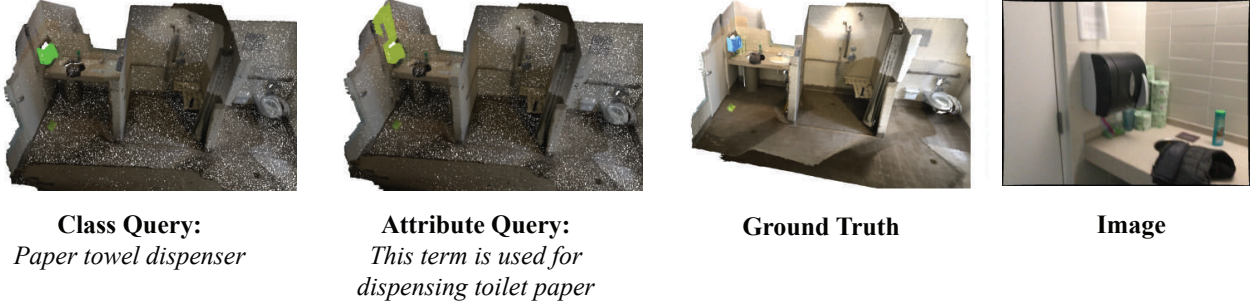 Class Query:
Paper towel dispenser
Attribute Query:
This term is used for
dispensing toilet paper
Ground Truth
Image